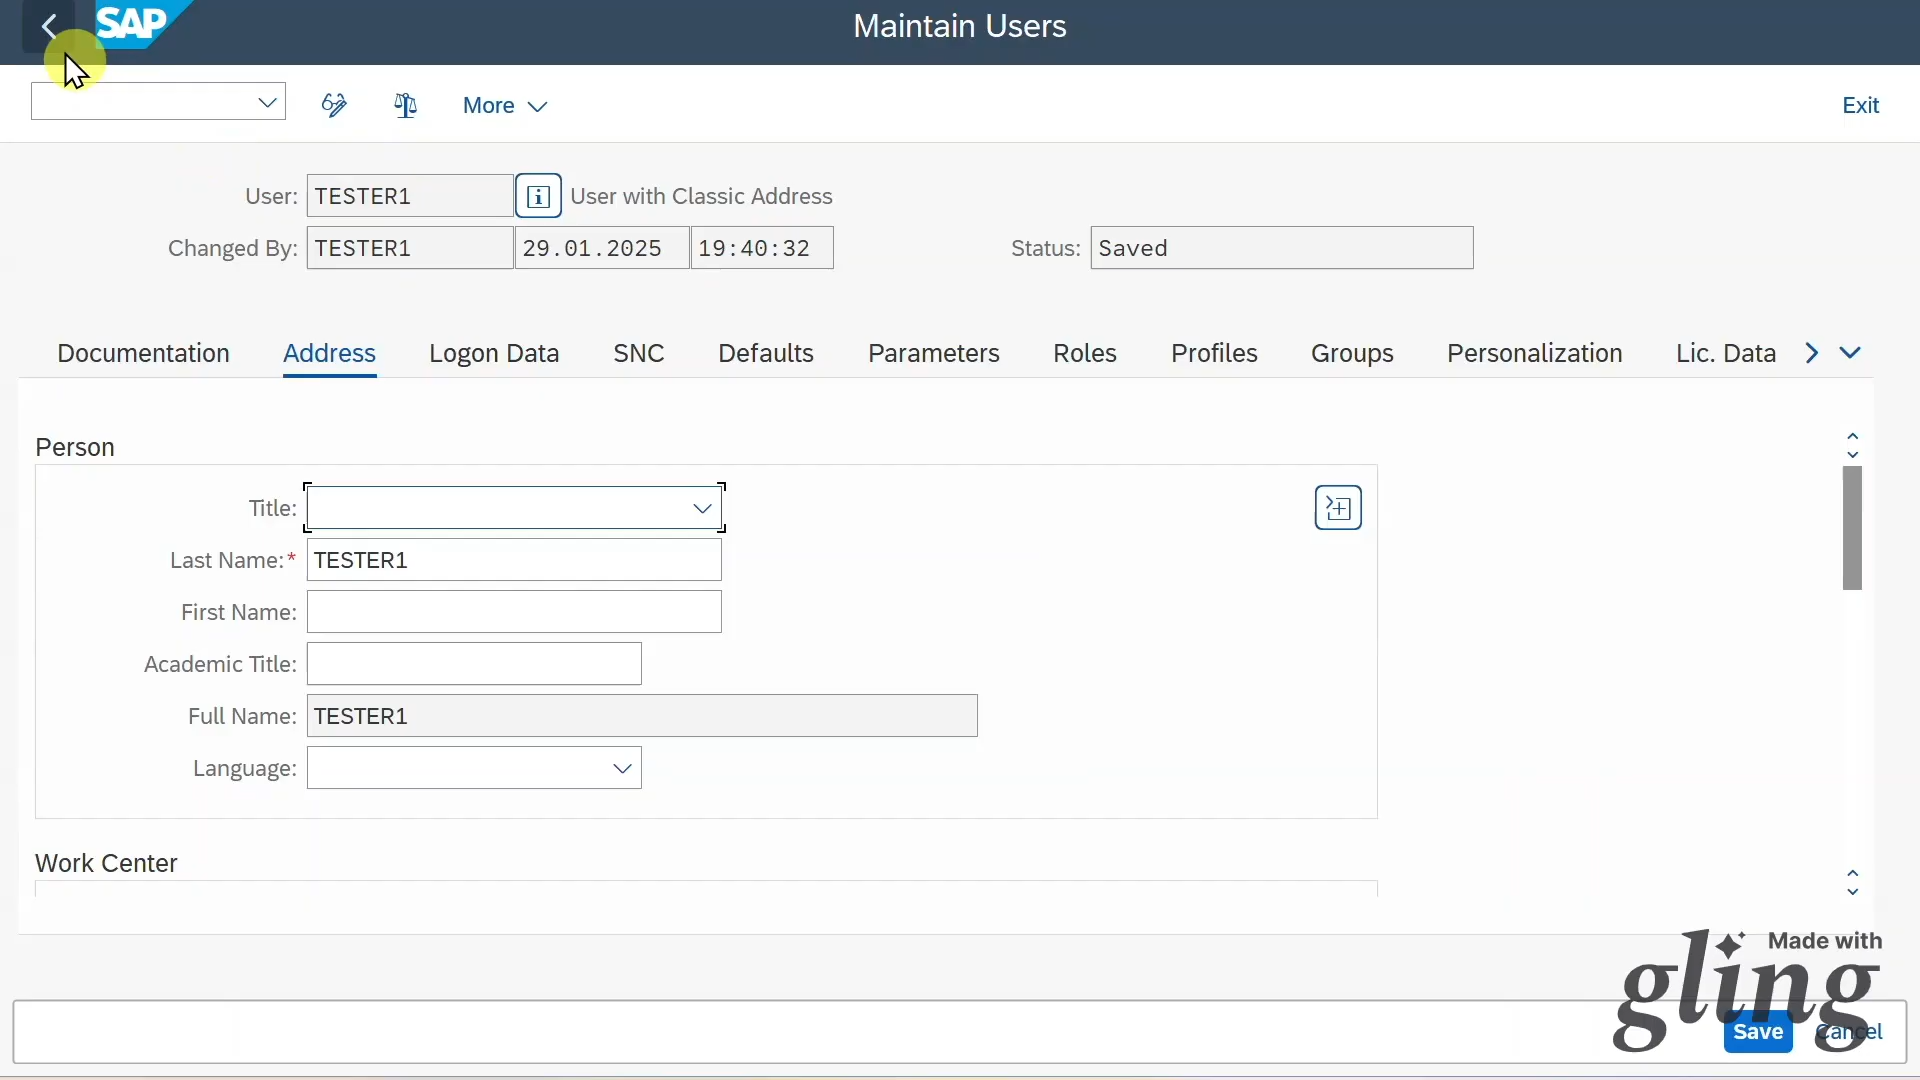 SAP
Maintain Users
More
Exit
User: TESTER1 User with Classic Address
Changed By: TESTER1 29.01.2025 19:40:32 Status: Saved
Documentation Address Logon Data SNC Defaults Parameters Roles Profiles Groups Personalization Lic. Data
Person
Title:
Last Name:* TESTER1
First Name:
Academic Title:
Full Name: TESTER1
Language:
Work Center
Made with
gling
Save Cancel